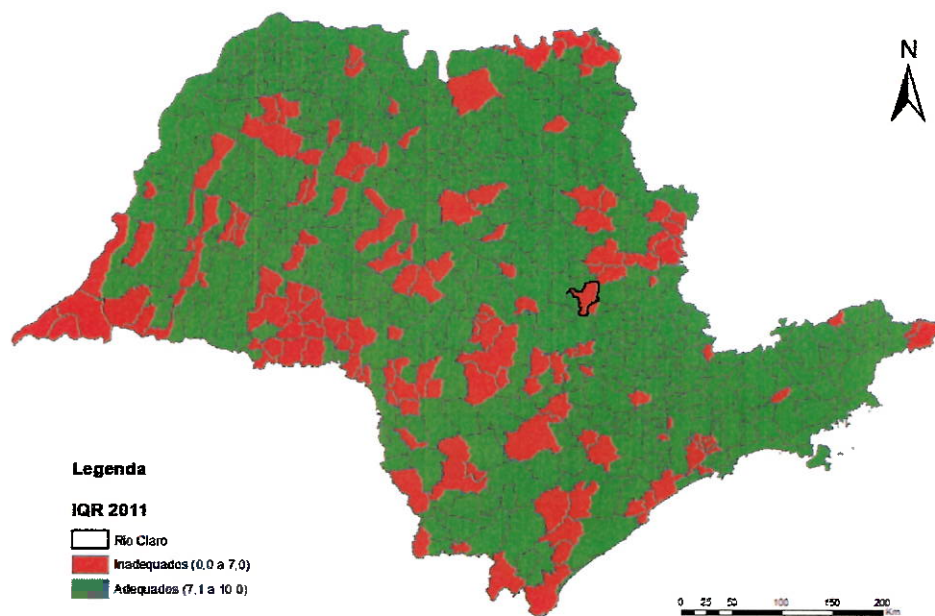 N
Legenda
IQR 2011
Rio Claro
Inadequados (0,0 a 7,0)
Adequados (7,1 a 10,0)
0 25 50 100 150 200
Km